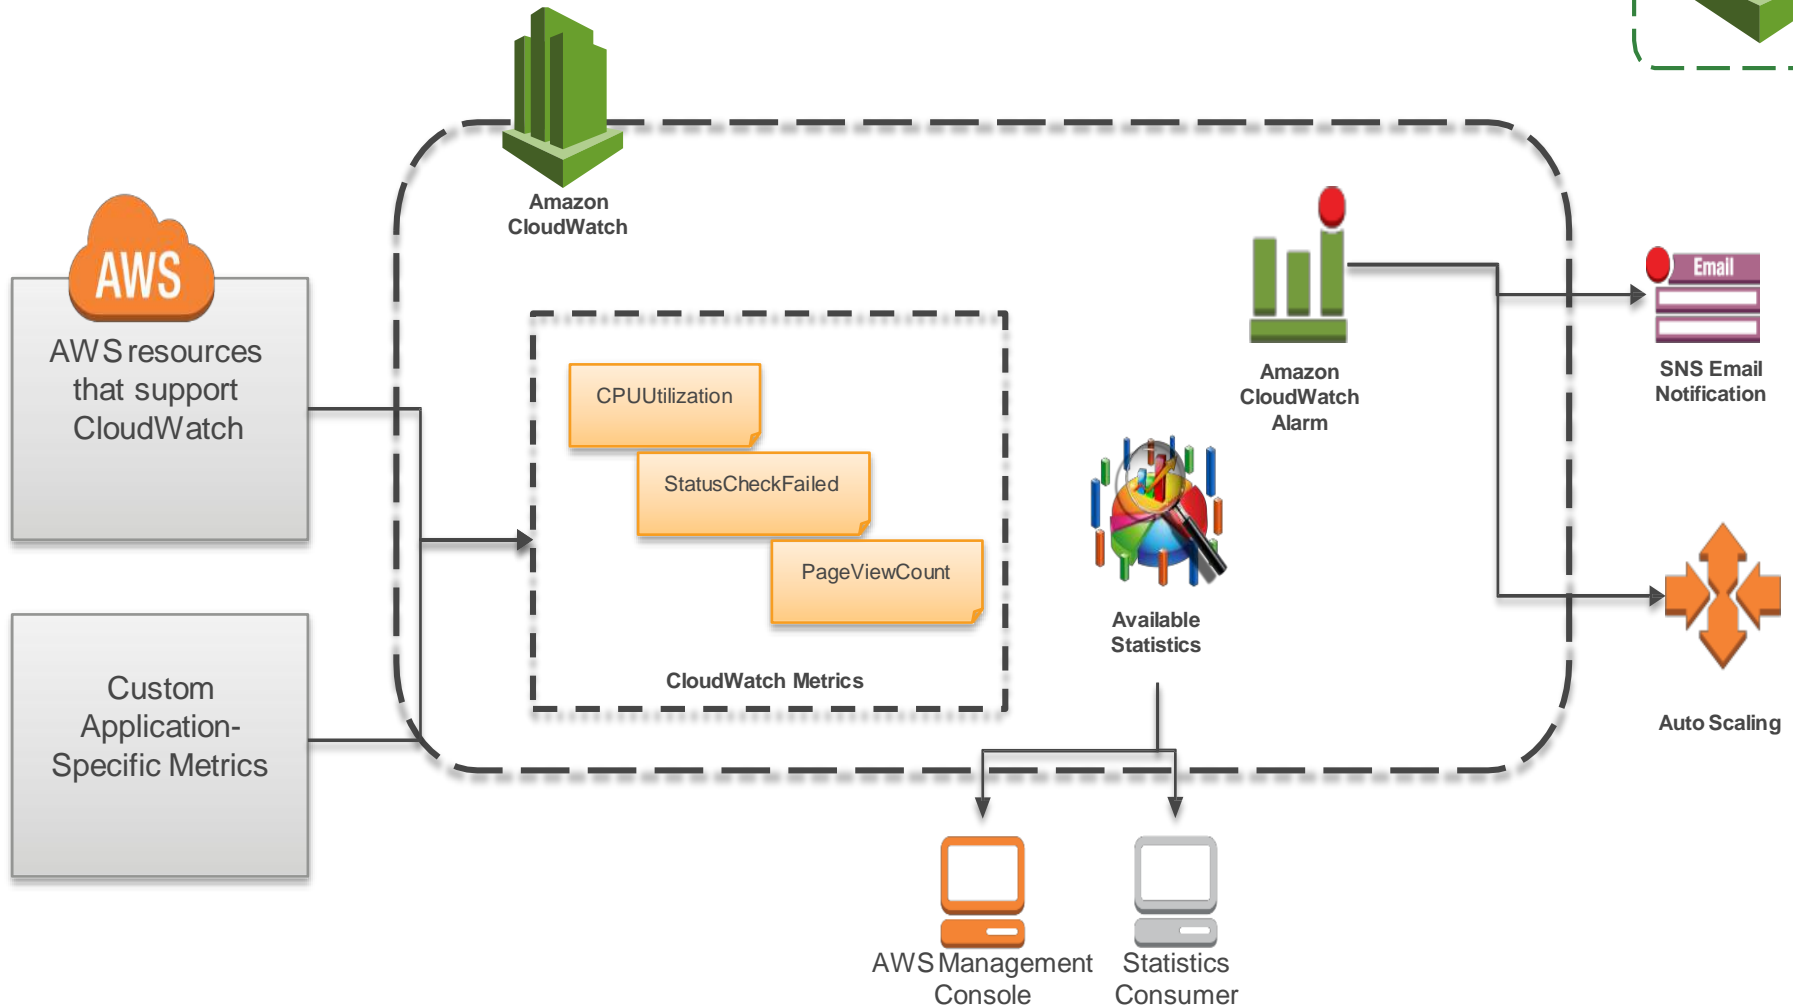 Amazon
CloudWatch
AWS
AWS resources
that support
CloudWatch
Custom
Application-
Specific Metrics
CPUUtilization
StatusCheckFailed
PageViewCount
CloudWatch Metrics
Amazon
CloudWatch
Alarm
Available
Statistics
Email
SNS Email
Notification
Auto Scaling
AWS Management
Console
Statistics
Consumer